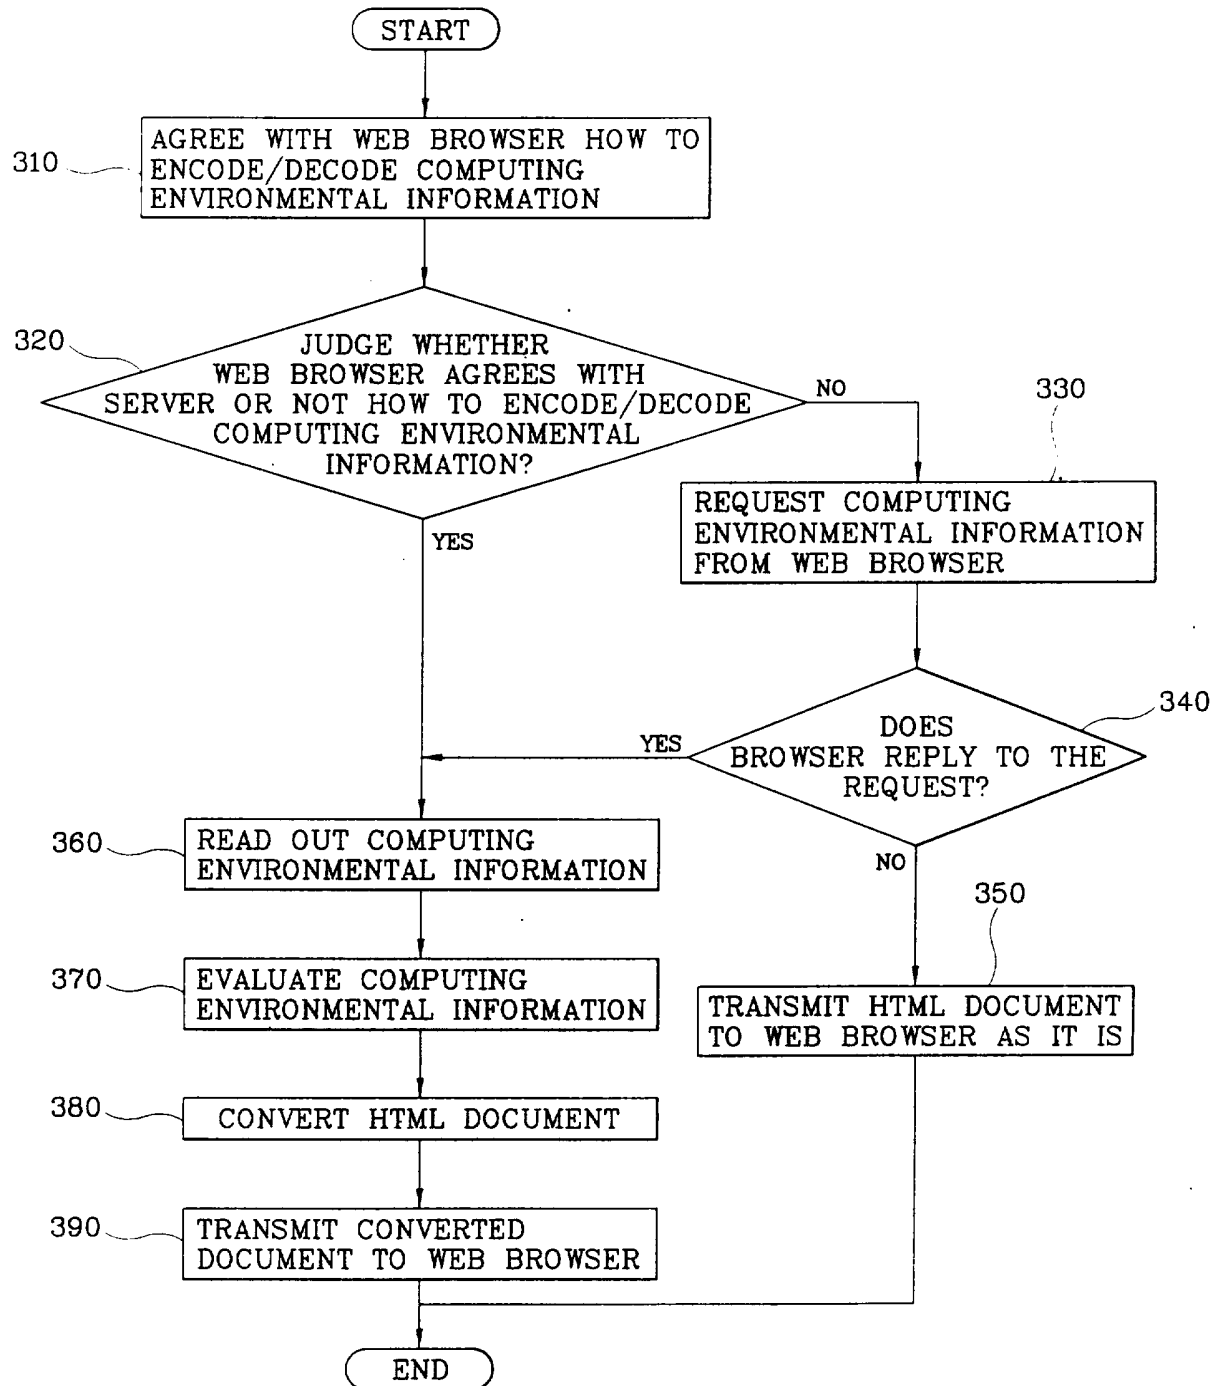 START
310
AGREE WITH WEB BROWSER HOW TO
ENCODE/DECODE COMPUTING
ENVIRONMENTAL INFORMATION
320
JUDGE WHETHER
WEB BROWSER AGREES WITH
SERVER OR NOT HOW TO ENCODE/DECODE
COMPUTING ENVIRONMENTAL
INFORMATION?
NO
YES
330
REQUEST COMPUTING
ENVIRONMENTAL INFORMATION
FROM WEB BROWSER
340
DOES
BROWSER REPLY TO THE
REQUEST?
YES
NO
350
TRANSMIT HTML DOCUMENT
TO WEB BROWSER AS IT IS
360
READ OUT COMPUTING
ENVIRONMENTAL INFORMATION
370
EVALUATE COMPUTING
ENVIRONMENTAL INFORMATION
380
CONVERT HTML DOCUMENT
390
TRANSMIT CONVERTED
DOCUMENT TO WEB BROWSER
END